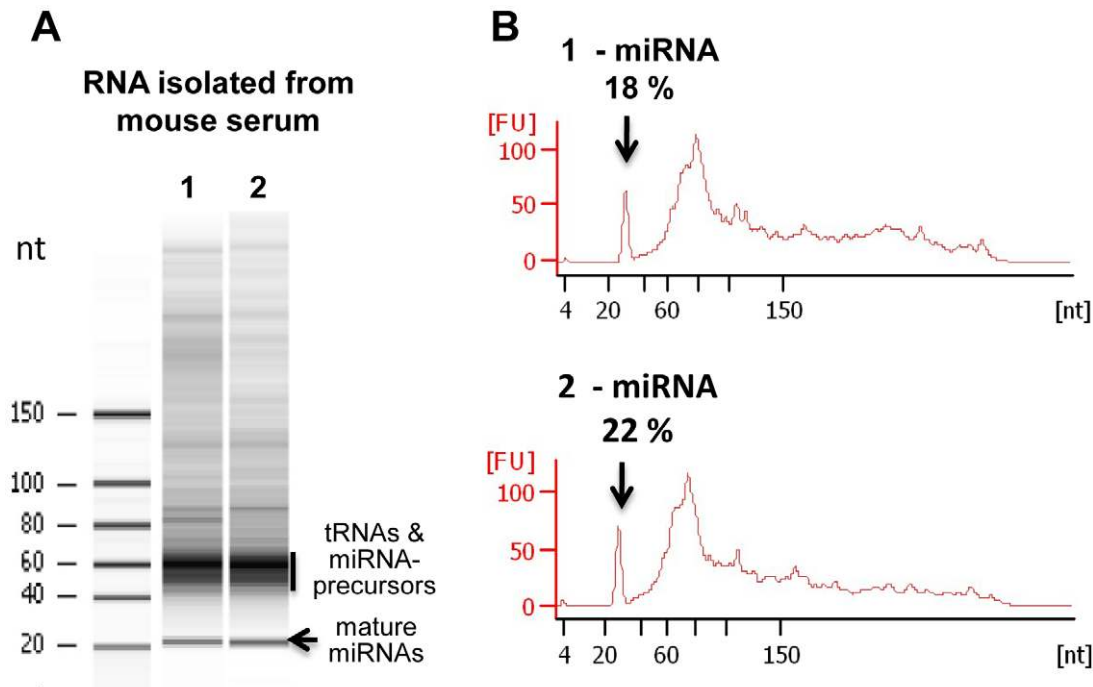 A
RNA isolated from
mouse serum
1 2
nt
150
100
80
60
40
20
tRNAs &
miRNA-
precursors
mature
miRNAs
B
1 - miRNA
18 %
[FU]
100
50
0
4 20 60 150 [nt]
2 - miRNA
22 %
[FU]
100
50
0
4 20 60 150 [nt]